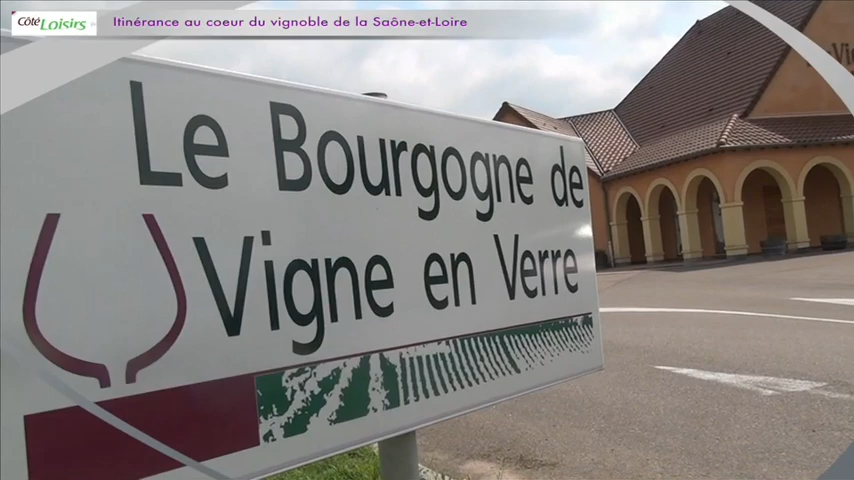 Côté Loisirs
Itinérance au coeur du vignoble de la Saône-et-Loire
Le Bourgogne de
Vigne en Verre